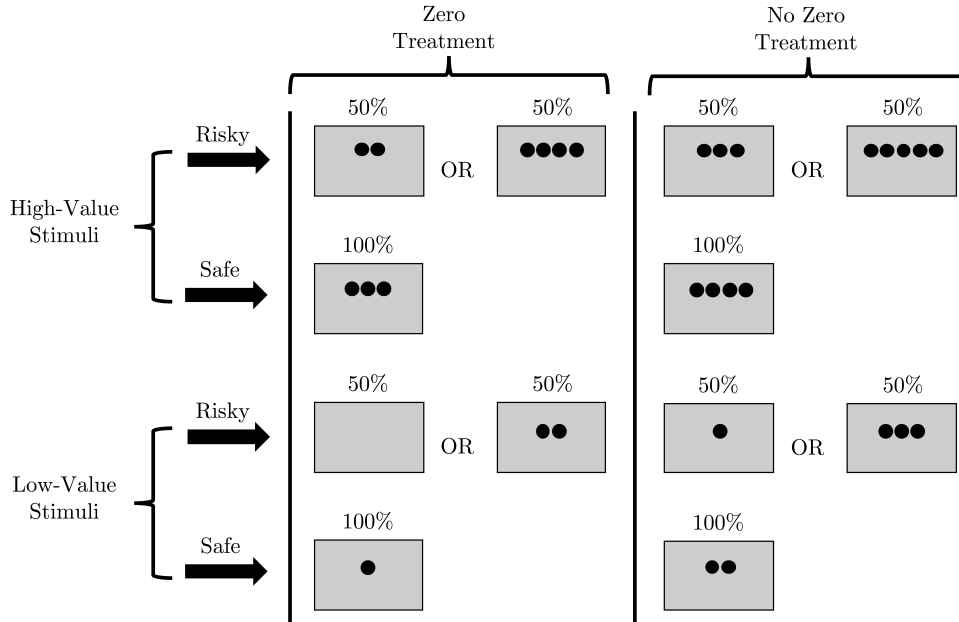 Zero
Treatment
No Zero
Treatment
50%
50%
50%
50%
Risky
OR
OR
High-Value
Stimuli
100%
100%
Safe
50%
50%
50%
50%
Risky
OR
OR
Low-Value
Stimuli
100%
100%
Safe